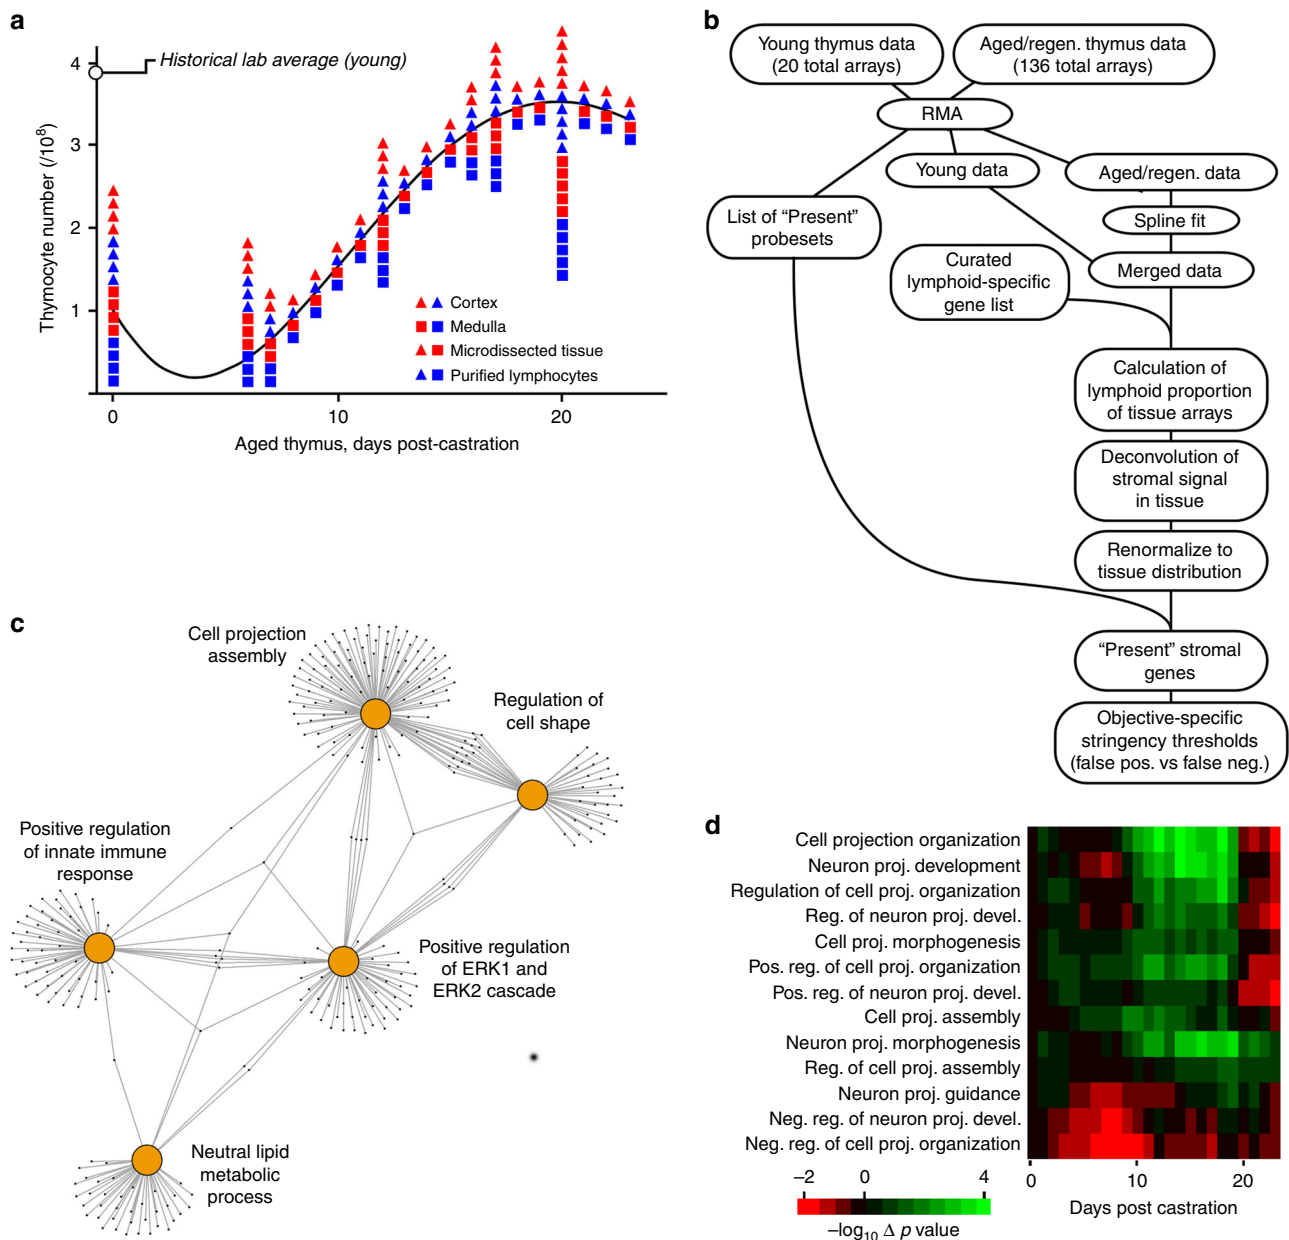 a
Historical lab average (young)
4
3
2
1
Thymocyte number (/10⁸)
Cortex
Medulla
Microdissected tissue
Purified lymphocytes
0
10
20
Aged thymus, days post-castration
b
Young thymus data
(20 total arrays)
Aged/regen. thymus data
(136 total arrays)
RMA
Young data
Aged/regen. data
List of “Present”
probesets
Spline fit
Curated
lymphoid-specific
gene list
Merged data
Calculation of
lymphoid proportion
of tissue arrays
Deconvolution of
stromal signal
in tissue
Renormalize to
tissue distribution
“Present” stromal
genes
Objective-specific
stringency thresholds
(false pos. vs false neg.)
c
Cell projection
assembly
Regulation of
cell shape
Positive regulation
of innate immune
response
Positive regulation
of ERK1 and
ERK2 cascade
Neutral lipid
metabolic
process
d
Cell projection organization
Neuron proj. development
Regulation of cell proj. organization
Reg. of neuron proj. devel.
Cell proj. morphogenesis
Pos. reg. of cell proj. organization
Pos. reg. of neuron proj. devel.
Cell proj. assembly
Neuron proj. morphogenesis
Reg. of cell proj. assembly
Neuron proj. guidance
Neg. reg. of neuron proj. devel.
Neg. reg. of cell proj. organization
0
10
20
Days post castration
–2
0
4
–log₁₀ Δ p value